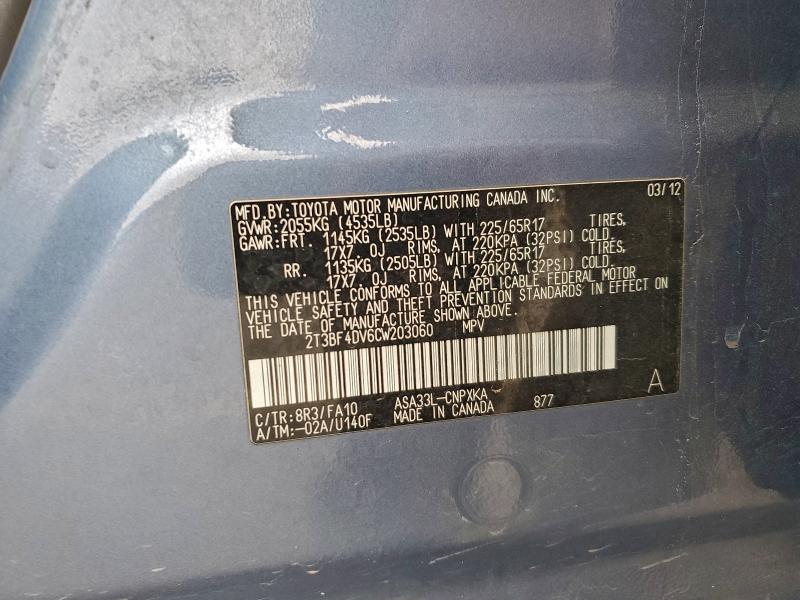 MFD.BY:TOYOTA MOTOR MANUFACTURING CANADA INC. 03/12
GVWR:2055KG (4535LB)
GAWR:FRT. 1145KG (2535LB) WITH 225/65R17 TIRES,
17X7.0J RIMS, AT 220KPA (32PSI) COLD.
RR. 1135KG (2505LB) WITH 225/65R17 TIRES,
17X7.0J RIMS, AT 220KPA (32PSI) COLD.
THIS VEHICLE CONFORMS TO ALL APPLICABLE FEDERAL MOTOR
VEHICLE SAFETY AND THEFT PREVENTION STANDARDS IN EFFECT ON
THE DATE OF MANUFACTURE SHOWN ABOVE.
2T3BF4DV6CW203060 MPV
C/TR:8R3/FA10 ASA33L-CNPXKA 877 A
A/TM:-02A/U140F MADE IN CANADA